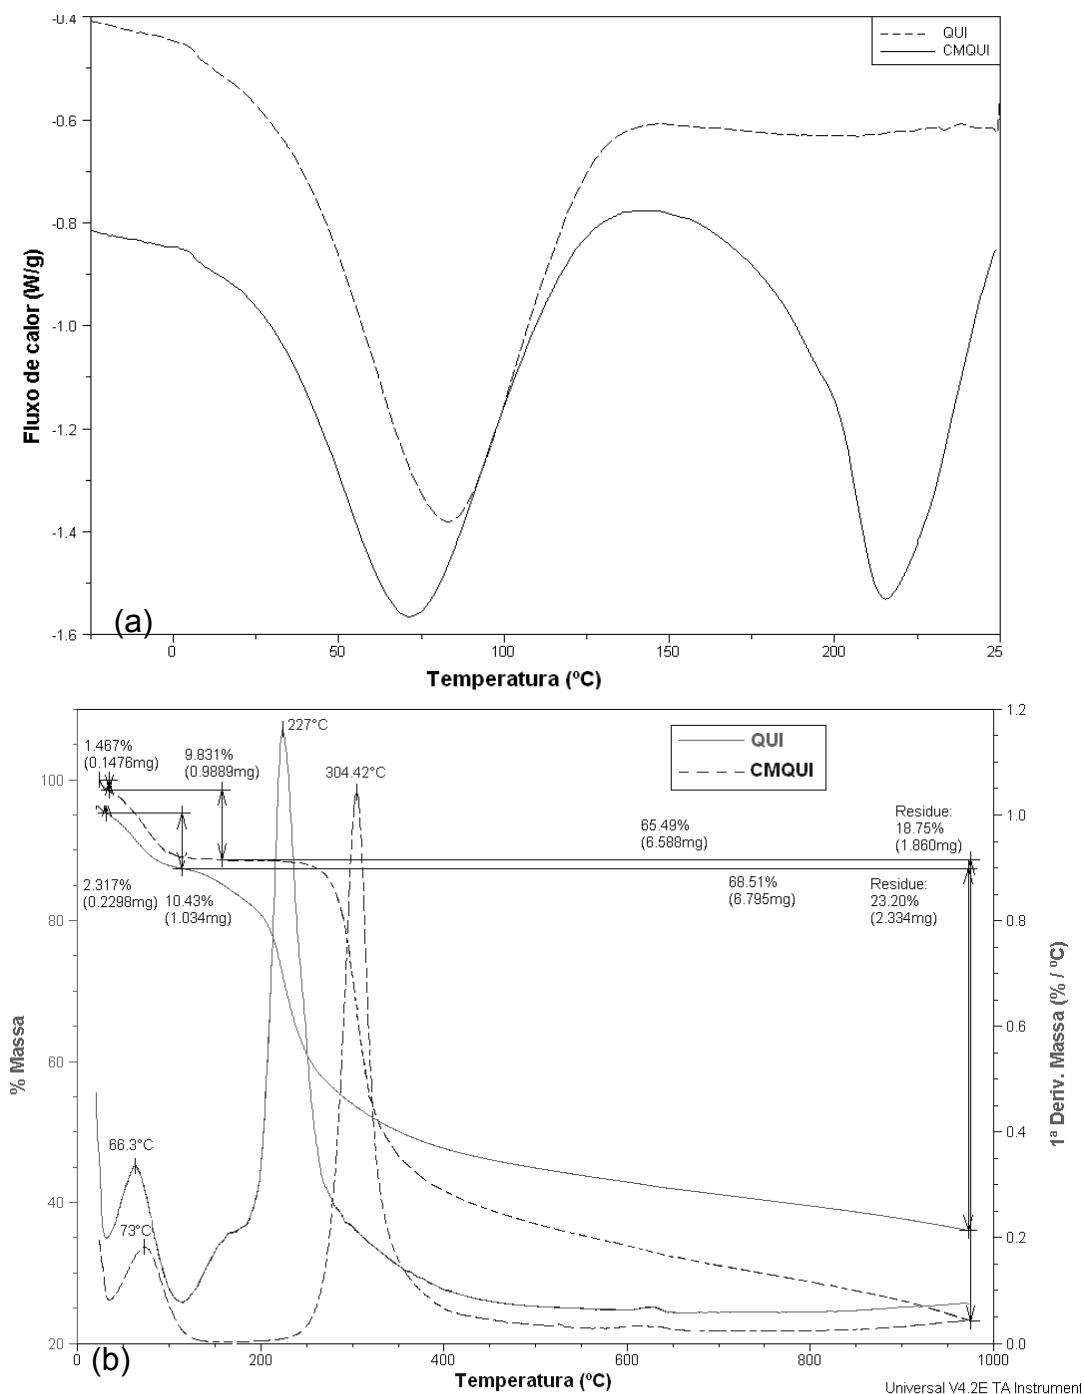 -0.4
-0.6
-0.8
-1.0
-1.2
-1.4
-1.6
Fluxo de calor (W/g)
QUI
CMQUI
(a)
0
50
100
150
200
25
Temperatura (ºC)
227°C
1.467%
(0.1476mg)
9.831%
(0.9889mg)
304.42°C
QUI
CMQUI
65.49%
(6.588mg)
Residue:
18.75%
(1.860mg)
2.317%
(0.2298mg)
10.43%
(1.034mg)
68.51%
(6.795mg)
Residue:
23.20%
(2.334mg)
66.3°C
73°C
100
80
60
40
20
% Massa
1.2
1.0
0.8
0.6
0.4
0.2
0.0
1ª Deriv. Massa (% / ºC)
(b)
0
200
400
600
800
1000
Temperatura (ºC)
Universal V4.2E TA Instrument